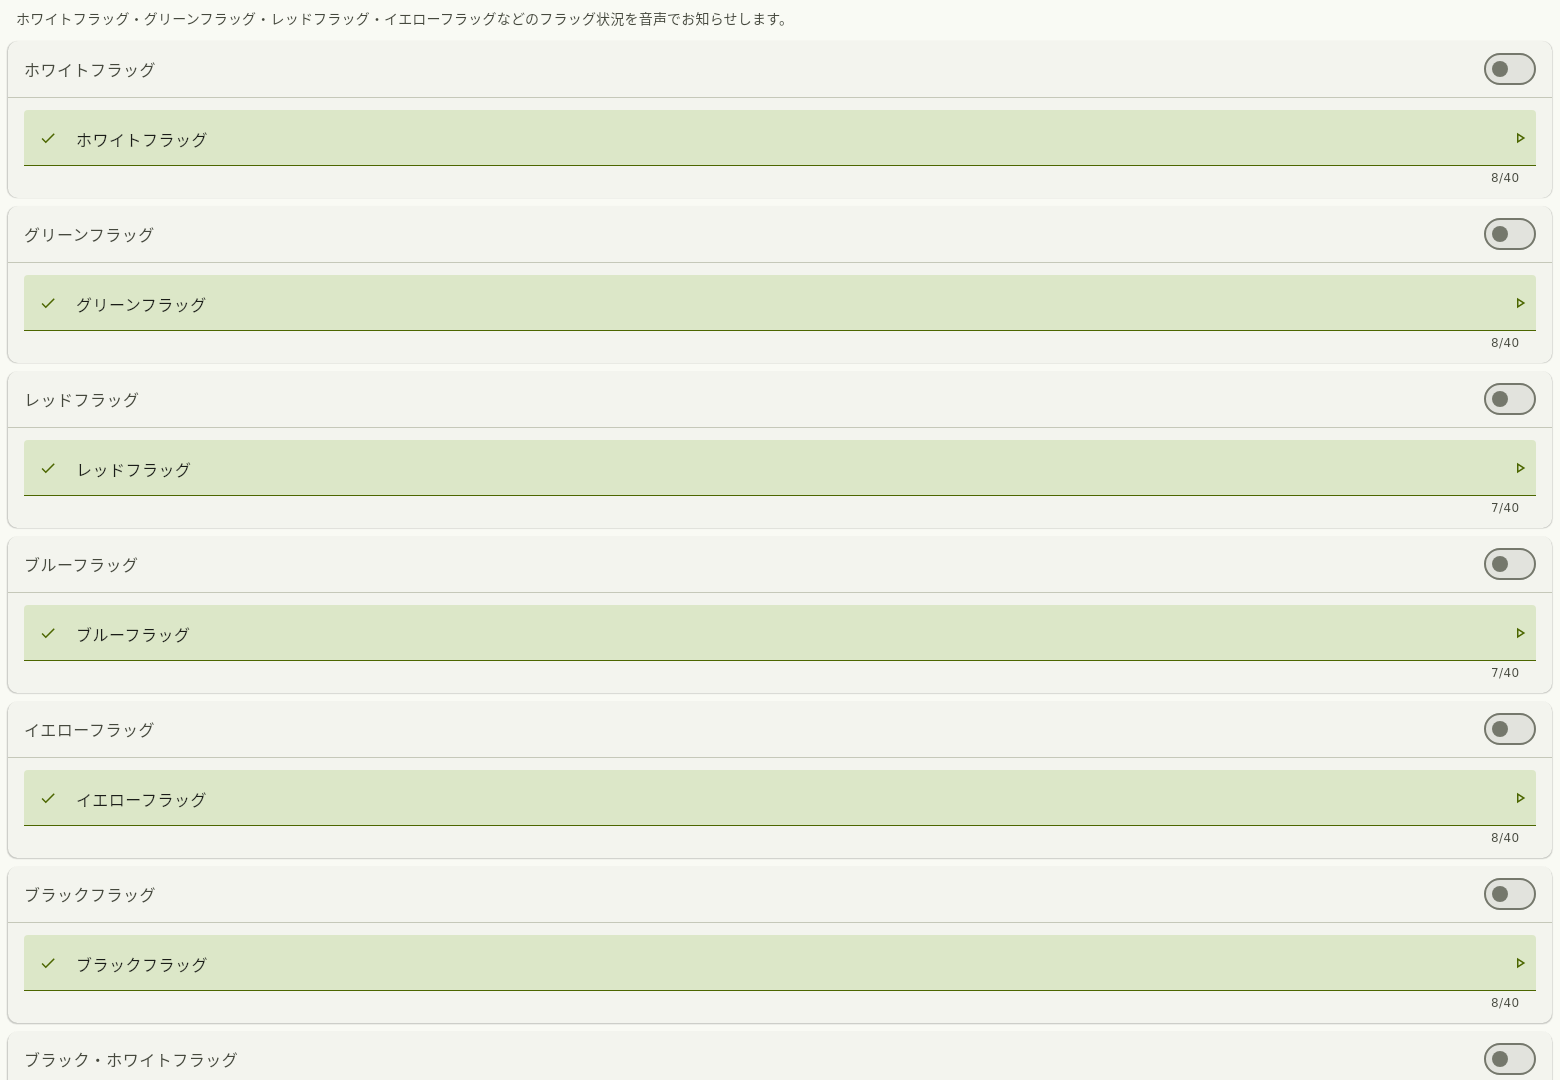 ホワイトフラッグ・グリーンフラッグ・レッドフラッグ・イエローフラッグなどのフラッグ状況を音声でお知らせします。
ホワイトフラッグ
ホワイトフラッグ
8/40
グリーンフラッグ
グリーンフラッグ
8/40
レッドフラッグ
レッドフラッグ
7/40
ブルーフラッグ
ブルーフラッグ
7/40
イエローフラッグ
イエローフラッグ
8/40
ブラックフラッグ
ブラックフラッグ
8/40
ブラック・ホワイトフラッグ